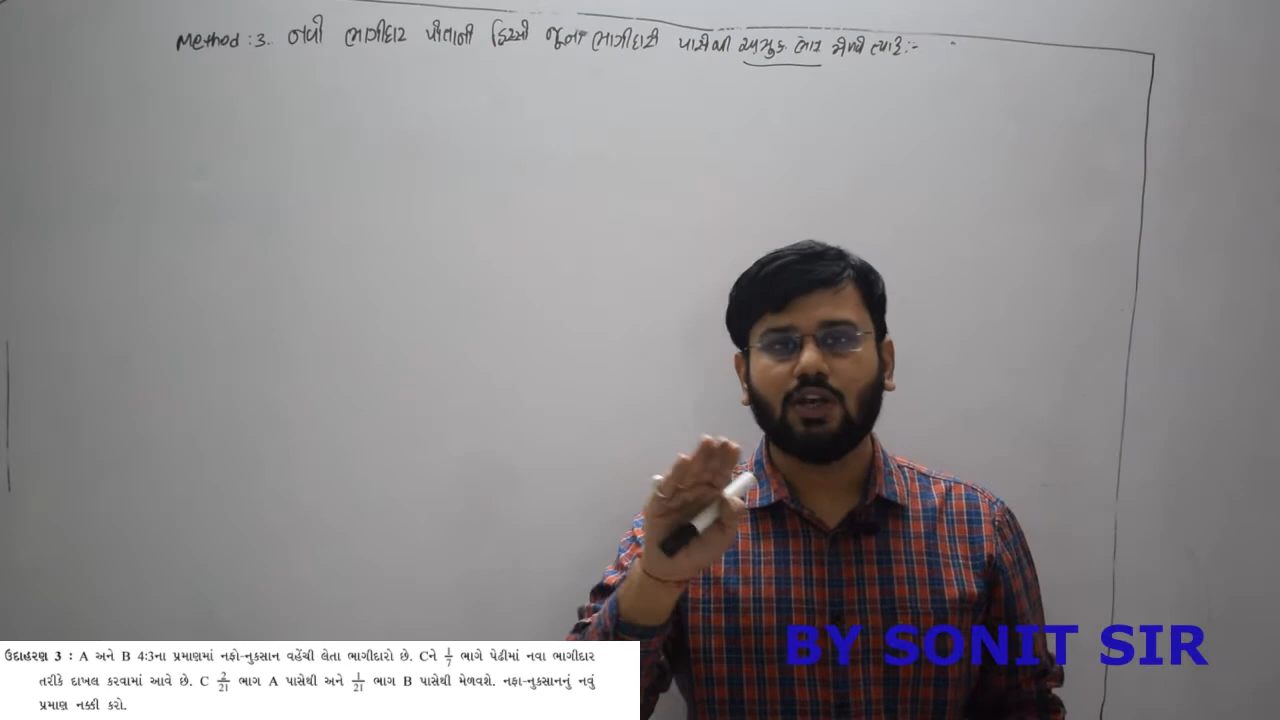 Method : 3. નવો ભાગીદાર પોતાનો હિસ્સો જૂના ભાગીદારો પાસેથી અમુક ભાગ મેળવે ત્યારે :-
BY SONIT SIR
ઉદાહરણ 3 : A અને B 4:3ના પ્રમાણમાં નફો-નુકસાન વહેંચી લેતા ભાગીદારો છે. Cને 1/7 ભાગે પેઢીમાં નવા ભાગીદાર
તરીકે દાખલ કરવામાં આવે છે. C 2/21 ભાગ A પાસેથી અને 1/21 ભાગ B પાસેથી મેળવશે. નફા-નુકસાનનું નવું
પ્રમાણ નક્કી કરો.